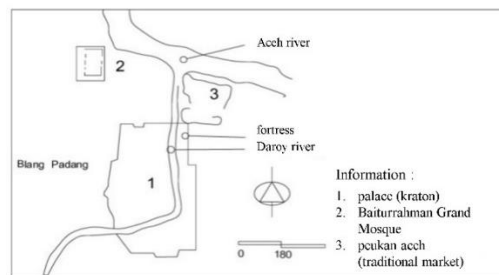 Aceh river
2
3
fortress
Daroy river
Blang Padang
1
Information :
1. palace (kraton)
2. Baiturrahman Grand
Mosque
3. peukan aceh
(traditional market)
0 180